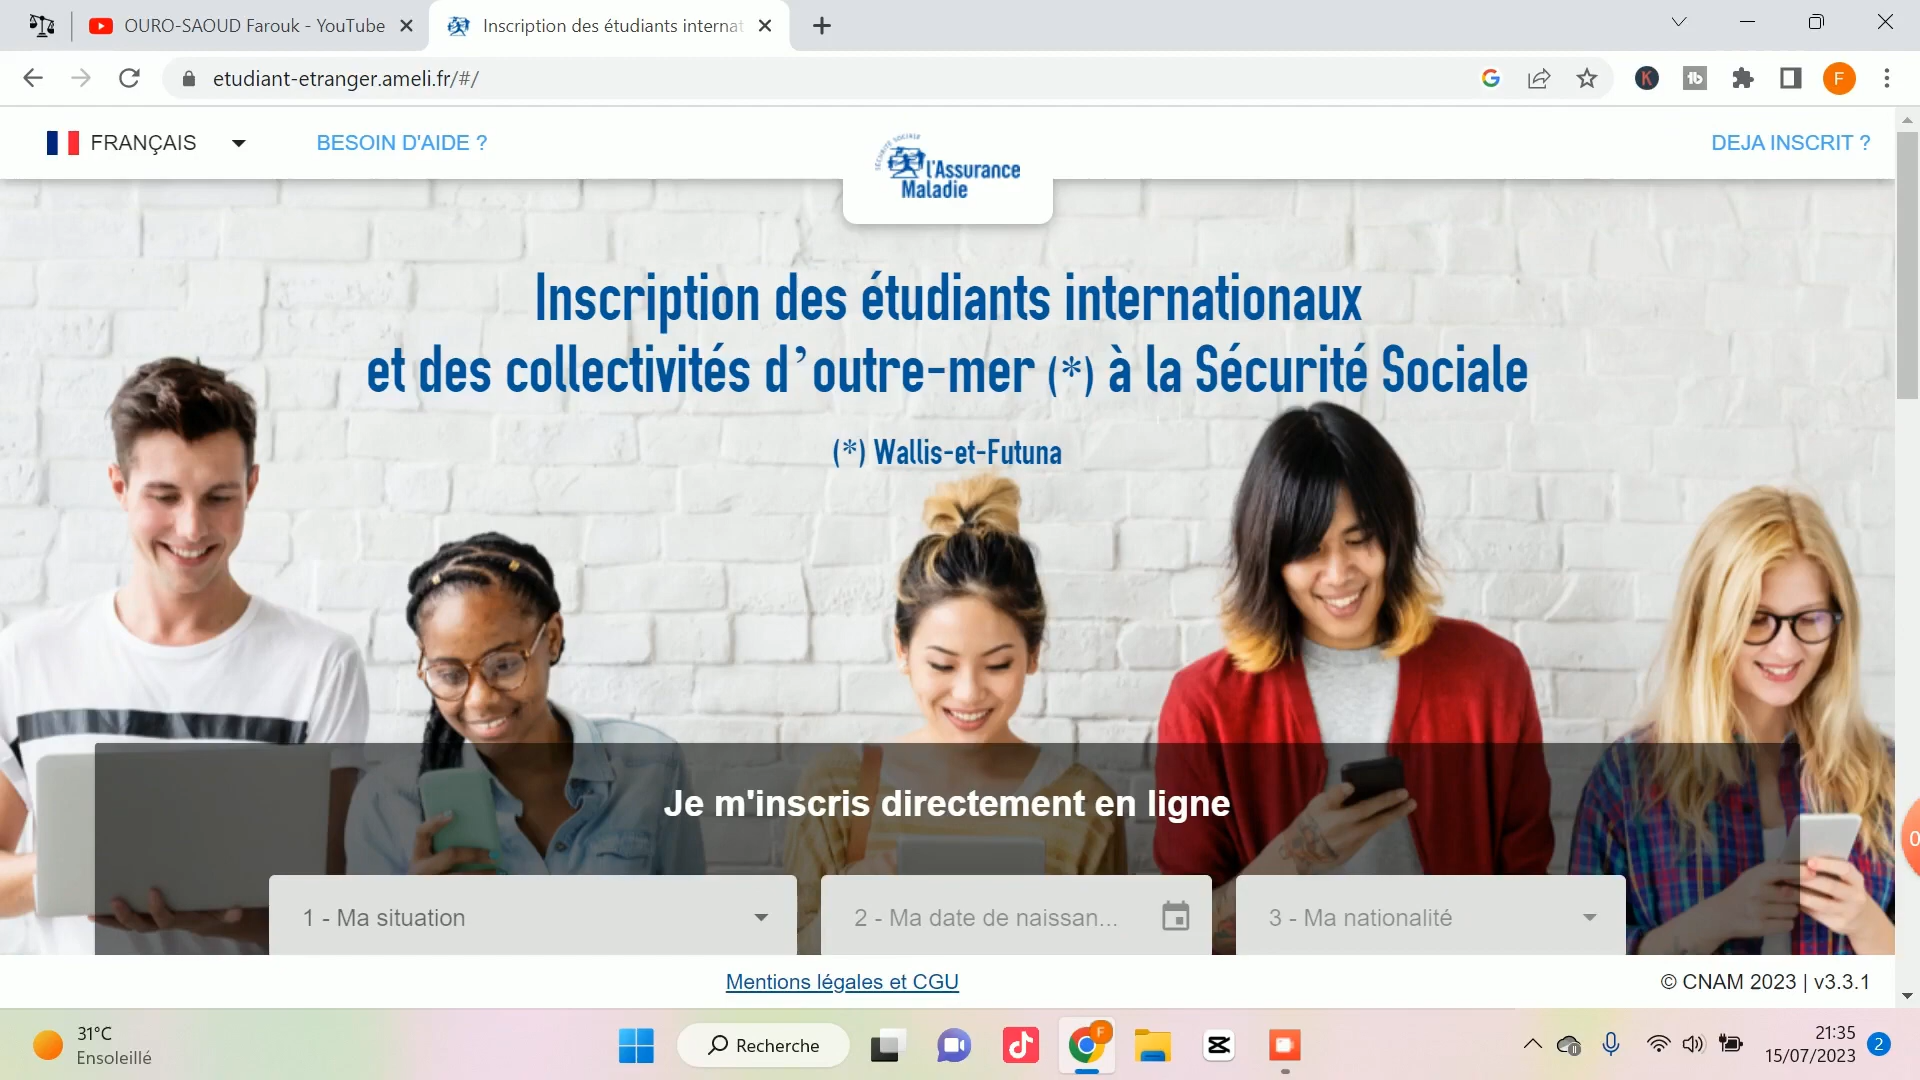 OURO-SAOUD Farouk - YouTube
Inscription des étudiants internat
etudiant-etranger.ameli.fr/#/
FRANÇAIS
BESOIN D'AIDE ?
SÉCURITÉ SOCIALE
l'Assurance
Maladie
DEJA INSCRIT ?
Inscription des étudiants internationaux
et des collectivités d’outre-mer (*) à la Sécurité Sociale
(*) Wallis-et-Futuna
Je m'inscris directement en ligne
1 - Ma situation
2 - Ma date de naissan...
3 - Ma nationalité
Mentions légales et CGU
© CNAM 2023 | v3.3.1
31°C
Ensoleillé
Recherche
21:35
15/07/2023
2